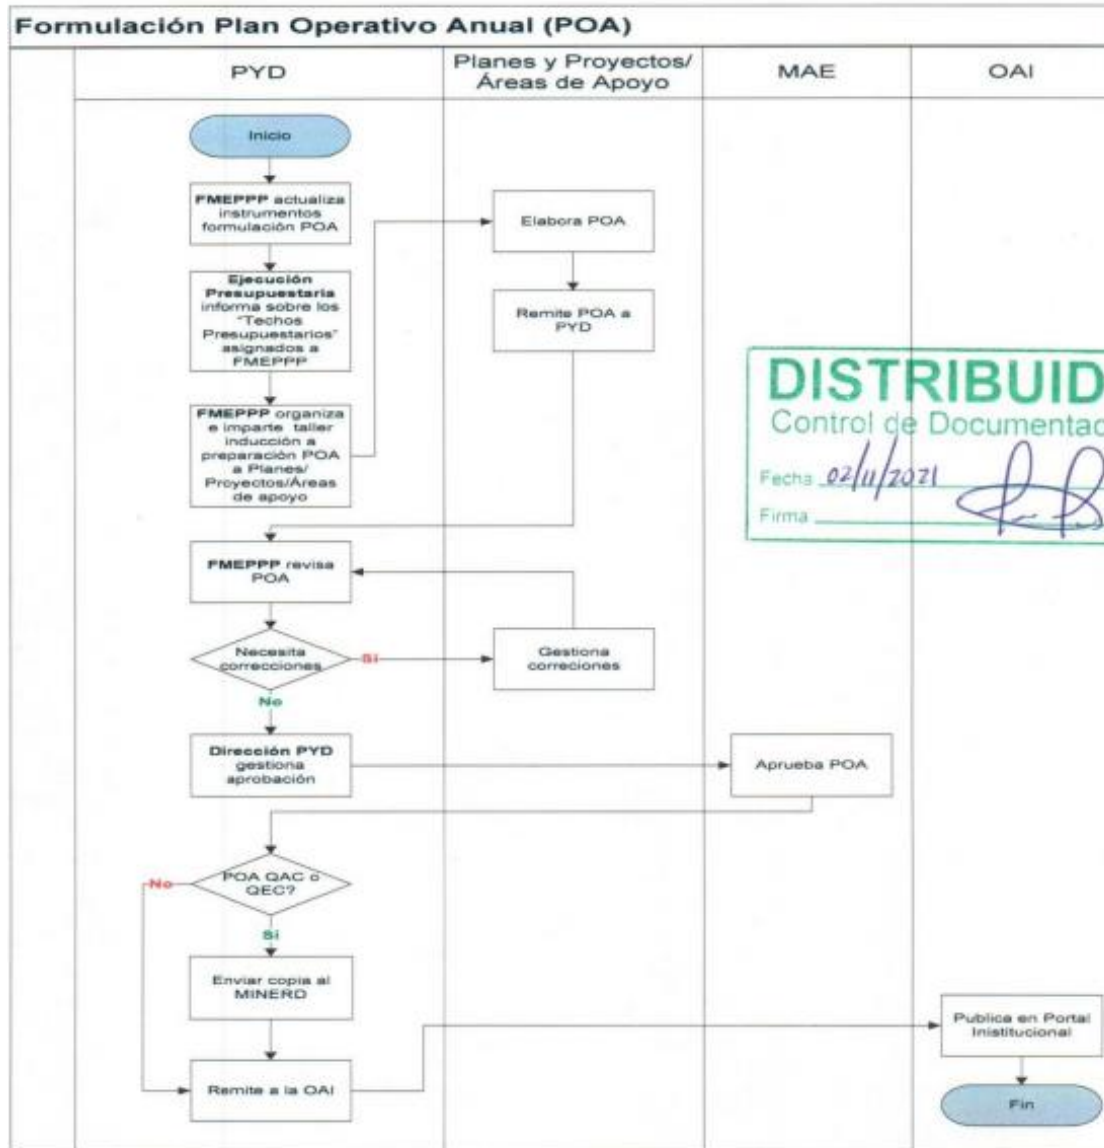 Formulación Plan Operativo Anual (POA)
PYD
Planes y Proyectos/
Áreas de Apoyo
MAE
OAI
Inicio
FMEPPP actualiza
instrumentos
formulación POA
Ejecución
Presupuestaria
informa sobre los
“Techos
Presupuestarios”
asignados a
FMEPPP
FMEPPP organiza
e imparte taller
inducción a
preparación POA
a Planes/
Proyectos/Áreas
de apoyo
Elabora POA
Remite POA a
PYD
DISTRIBUID
Control de Documentac
Fecha 02/11/2021
Firma
FMEPPP revisa
POA
Necesita
correcciones
Sí
Gestiona
correciones
No
Dirección PYD
gestiona
aprobación
Aprueba POA
POA QAC o
QEC?
No
Sí
Enviar copia al
MINERD
Remite a la OAI
Publica en Portal
Inistitucional
Fin